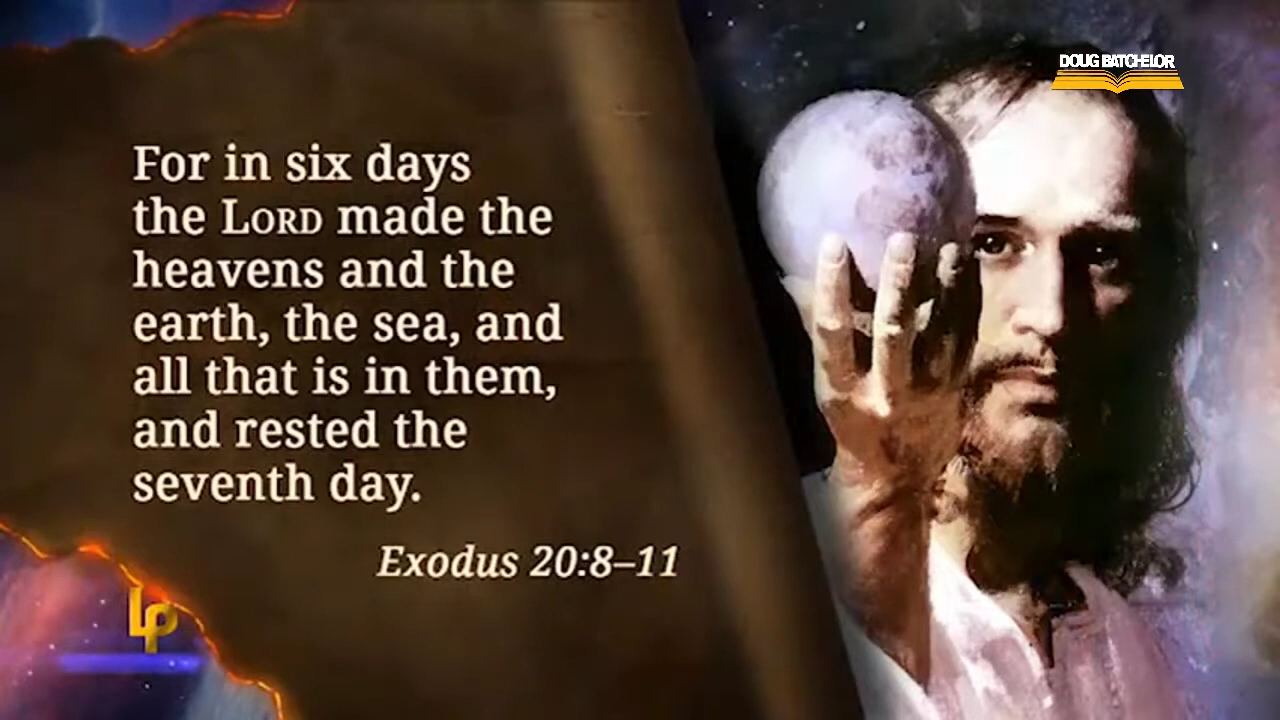 DOUG BATCHELOR
For in six days
the LORD made the
heavens and the
earth, the sea, and
all that is in them,
and rested the
seventh day.
Exodus 20:8–11
LP